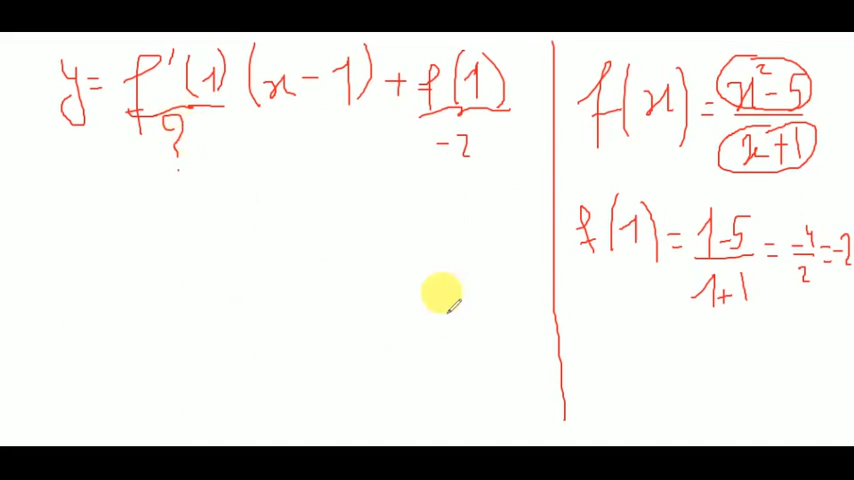 y = f'(1) (x - 1) + f(1)
?
-2
f(x) = (x² - 5)/(x + 1)
f(1) = (1 - 5)/(1 + 1) = -4/2 = -2